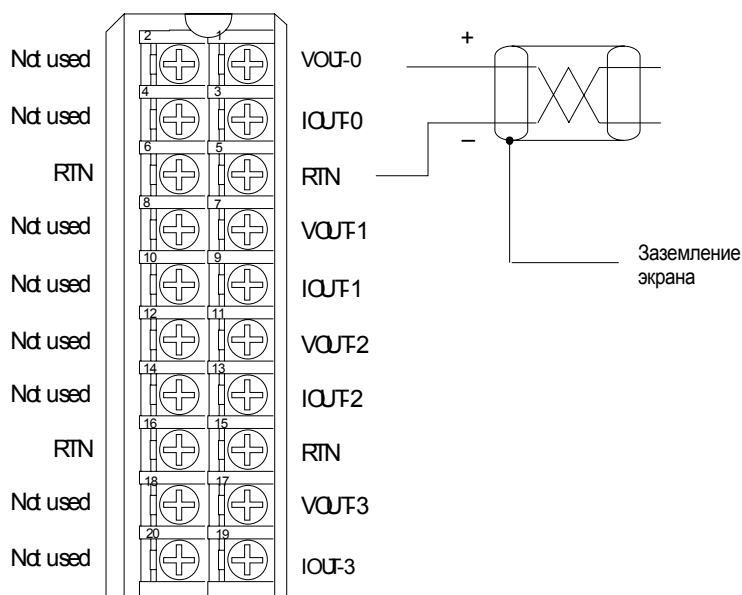 2 1
Not used VOUT-0 +
4 3
Not used IOUT-0
–
6 5
RTN RTN
8 7
Not used VOUT-1
10 9
Not used IOUT-1
Заземление
экрана
12 11
Not used VOUT-2
14 13
Not used IOUT-2
16 15
RTN RTN
18 17
Not used VOUT-3
20 19
Not used IOUT-3